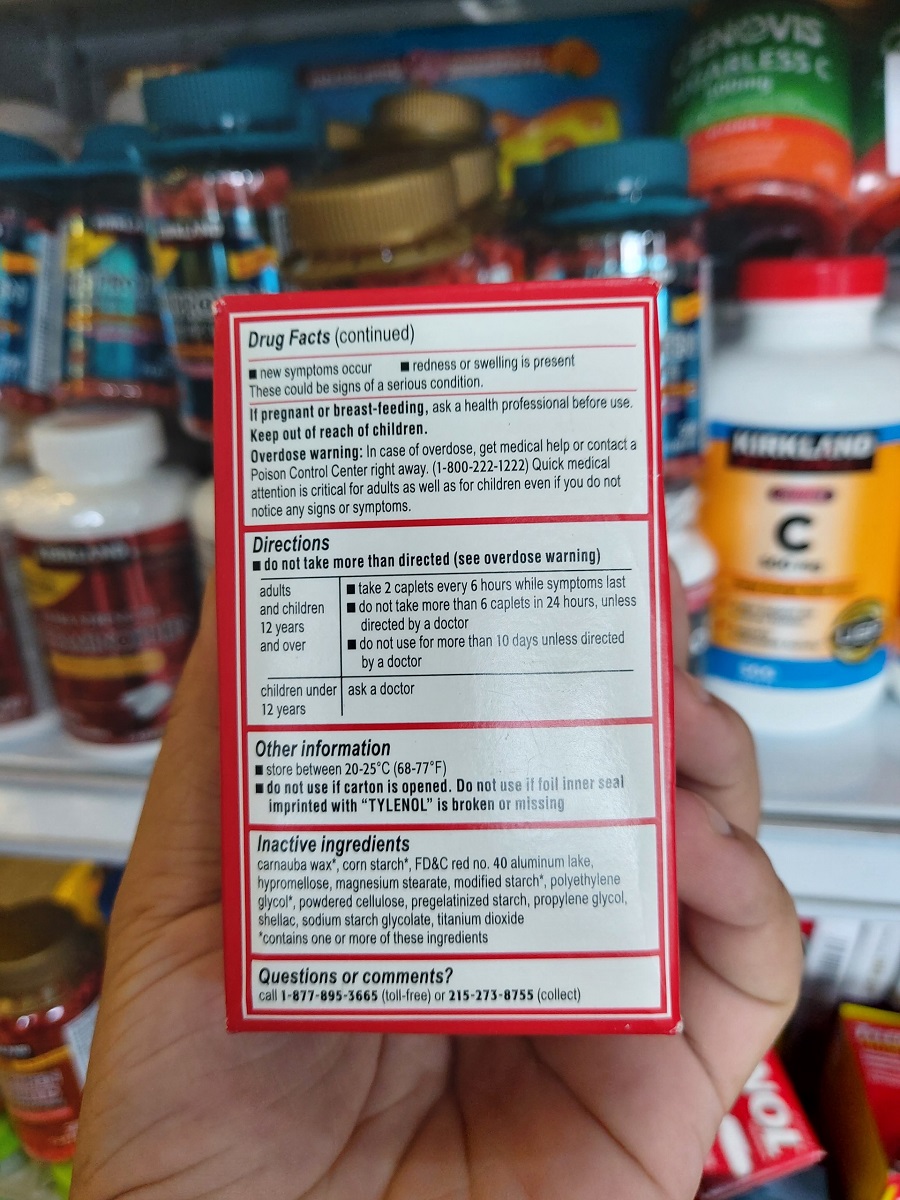 Drug Facts (continued)
■ new symptoms occur ■ redness or swelling is present
These could be signs of a serious condition.
If pregnant or breast-feeding, ask a health professional before use.
Keep out of reach of children.
Overdose warning: In case of overdose, get medical help or contact a
Poison Control Center right away. (1-800-222-1222) Quick medical
attention is critical for adults as well as for children even if you do not
notice any signs or symptoms.
Directions
■ do not take more than directed (see overdose warning)
adults
and children
12 years
and over
■ take 2 caplets every 6 hours while symptoms last
■ do not take more than 6 caplets in 24 hours, unless
directed by a doctor
■ do not use for more than 10 days unless directed
by a doctor
children under
12 years
ask a doctor
Other information
■ store between 20-25°C (68-77°F)
■ do not use if carton is opened. Do not use if foil inner seal
imprinted with “TYLENOL” is broken or missing
Inactive ingredients
carnauba wax*, corn starch*, FD&C red no. 40 aluminum lake,
hypromellose, magnesium stearate, modified starch*, polyethylene
glycol*, powdered cellulose, pregelatinized starch, propylene glycol,
shellac, sodium starch glycolate, titanium dioxide
*contains one or more of these ingredients
Questions or comments?
call 1-877-895-3665 (toll-free) or 215-273-8755 (collect)
KIRKLAND
C
KIRKLAND
NOL